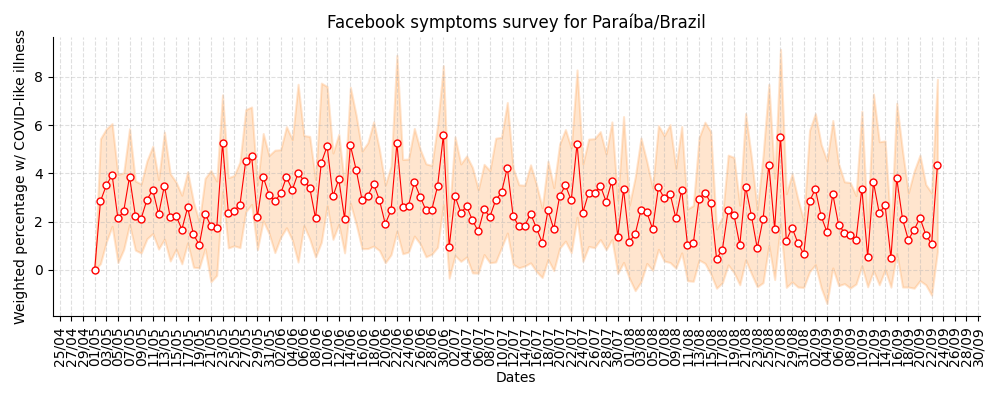 Facebook symptoms survey for Paraíba/Brazil
Weighted percentage w/ COVID-like illness
8
6
4
2
0
25/04 27/04 29/04 01/05 03/05 05/05 07/05 09/05 11/05 13/05 15/05 17/05 19/05 21/05 23/05 25/05 27/05 29/05 31/05 02/06 04/06 06/06 08/06 10/06 12/06 14/06 16/06 18/06 20/06 22/06 24/06 26/06 28/06 30/06 02/07 04/07 06/07 08/07 10/07 12/07 14/07 16/07 18/07 20/07 22/07 24/07 26/07 28/07 30/07 01/08 03/08 05/08 07/08 09/08 11/08 13/08 15/08 17/08 19/08 21/08 23/08 25/08 27/08 29/08 31/08 02/09 04/09 06/09 08/09 10/09 12/09 14/09 16/09 18/09 20/09 22/09 24/09 26/09 28/09 30/09
Dates